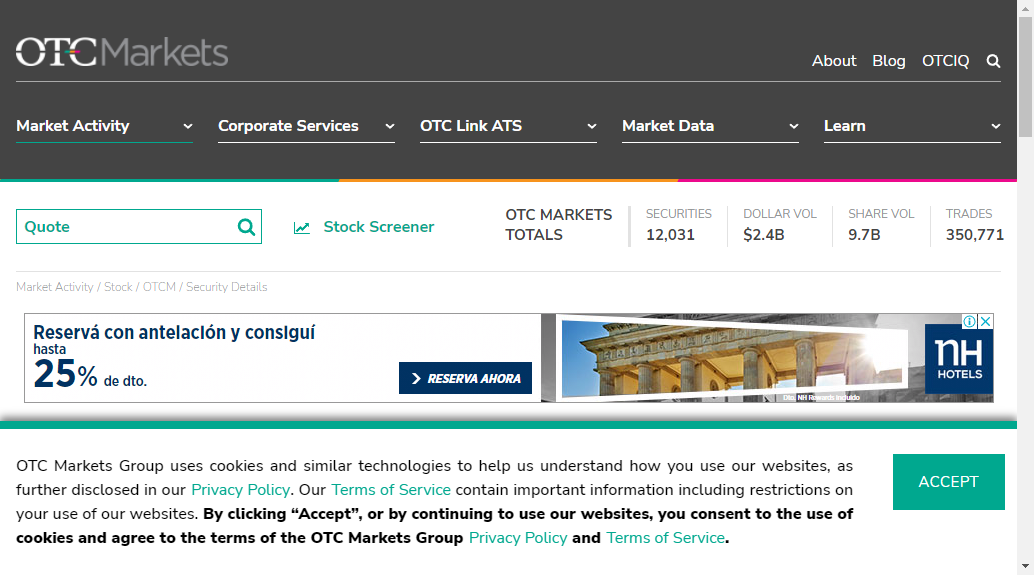 OTC Markets
About Blog OTCIQ
Market Activity Corporate Services OTC Link ATS Market Data Learn
Quote
Stock Screener
OTC MARKETS TOTALS
SECURITIES
12,031
DOLLAR VOL
$2.4B
SHARE VOL
9.7B
TRADES
350,771
Market Activity / Stock / OTCM / Security Details
Reservá con antelación y conseguí
hasta
25% de dto.
RESERVA AHORA
Dto. NH Rewards incluido
nH
HOTELS
OTC Markets Group uses cookies and similar technologies to help us understand how you use our websites, as
further disclosed in our Privacy Policy. Our Terms of Service contain important information including restrictions on
your use of our websites. By clicking “Accept”, or by continuing to use our websites, you consent to the use of
cookies and agree to the terms of the OTC Markets Group Privacy Policy and Terms of Service.
ACCEPT